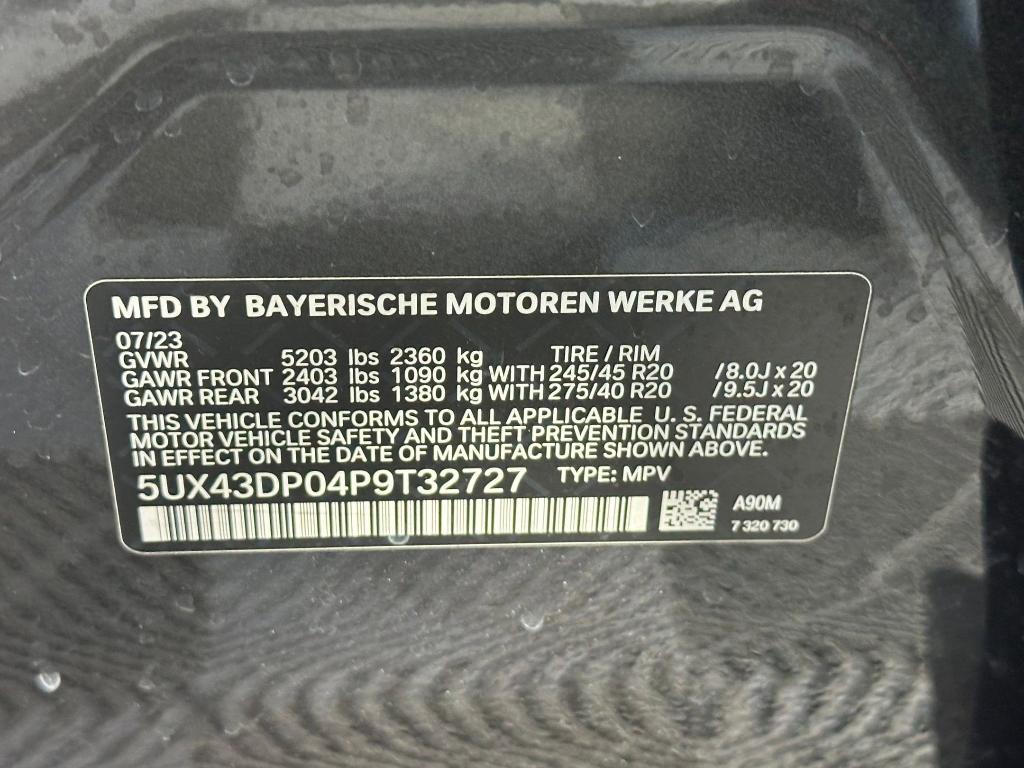 MFD BY BAYERISCHE MOTOREN WERKE AG
07/23
GVWR 5203 lbs 2360 kg TIRE / RIM
GAWR FRONT 2403 lbs 1090 kg WITH 245/45 R20 /8.0J x 20
GAWR REAR 3042 lbs 1380 kg WITH 275/40 R20 /9.5J x 20
THIS VEHICLE CONFORMS TO ALL APPLICABLE U. S. FEDERAL
MOTOR VEHICLE SAFETY AND THEFT PREVENTION STANDARDS
IN EFFECT ON THE DATE OF MANUFACTURE SHOWN ABOVE.
5UX43DP04P9T32727 TYPE: MPV
A90M
7 320 730